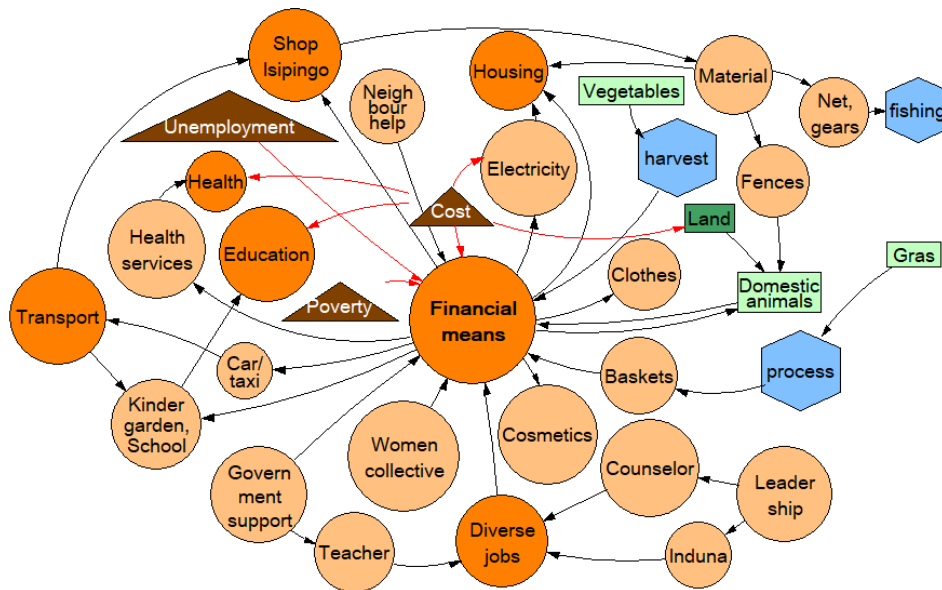 Shop
Isipingo
Housing
Material
Neigh
bour
help
Vegetables
Net,
gears
fishing
Unemployment
harvest
Electricity
Health
Fences
Cost
Land
Health
services
Education
Gras
Clothes
Domestic
animals
Poverty
Financial
means
Transport
Car/
taxi
Baskets
process
Kinder
garden,
School
Women
collective
Cosmetics
Govern
ment
support
Counselor
Leader
ship
Diverse
jobs
Teacher
Induna